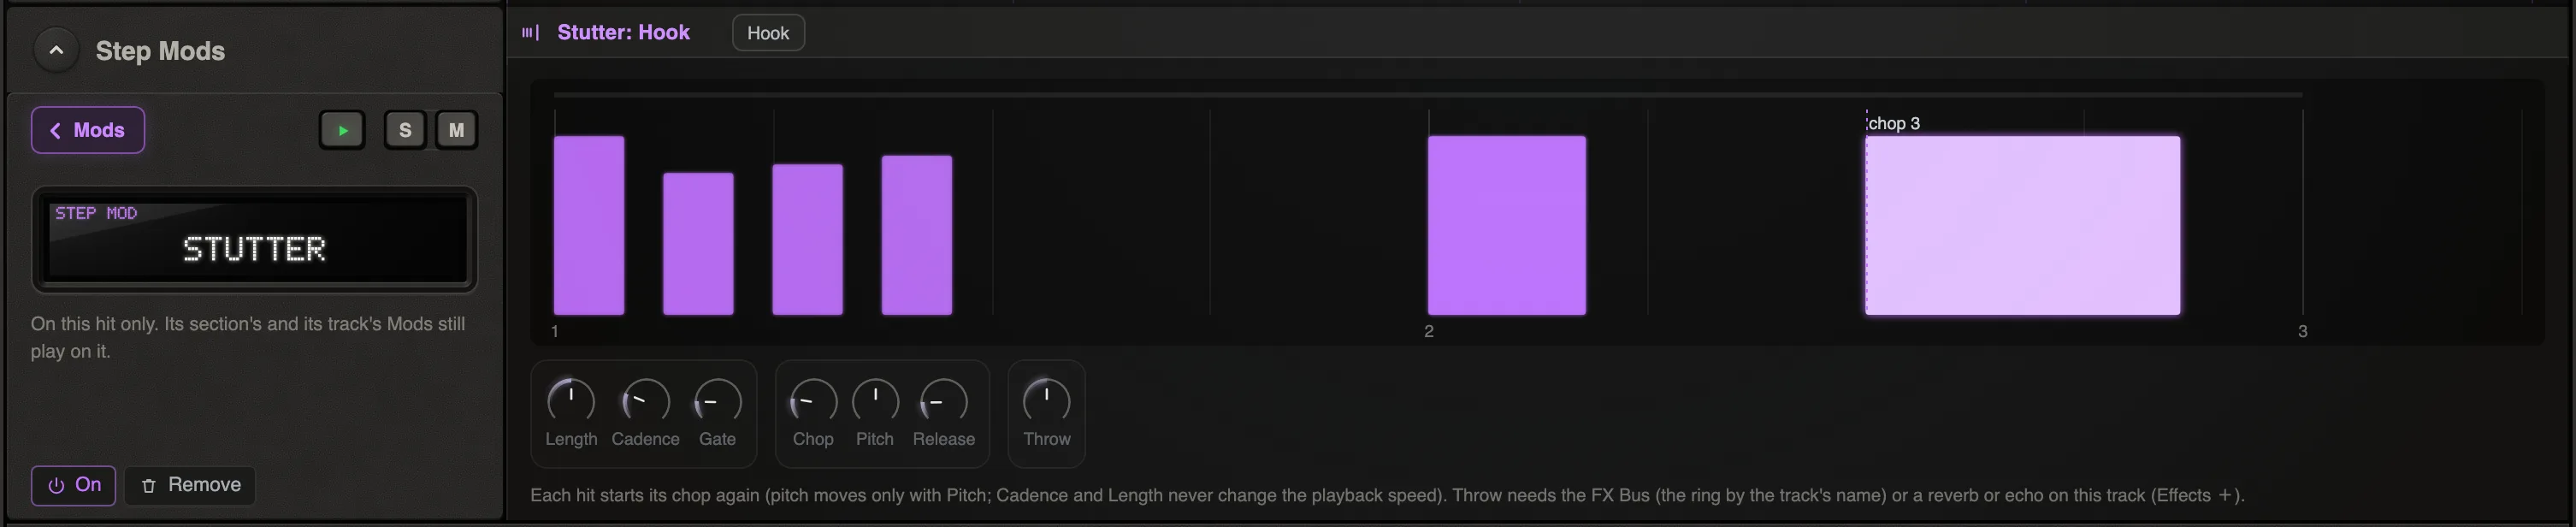 Step Mods
Mods
S M
STEP MOD
STUTTER
On this hit only. Its section's and its track's Mods still
play on it.
On Remove
Stutter: Hook Hook
chop 3
1 2 3
Length Cadence Gate Chop Pitch Release Throw
Each hit starts its chop again (pitch moves only with Pitch; Cadence and Length never change the playback speed). Throw needs the FX Bus (the ring by the track's name) or a reverb or echo on this track (Effects +).